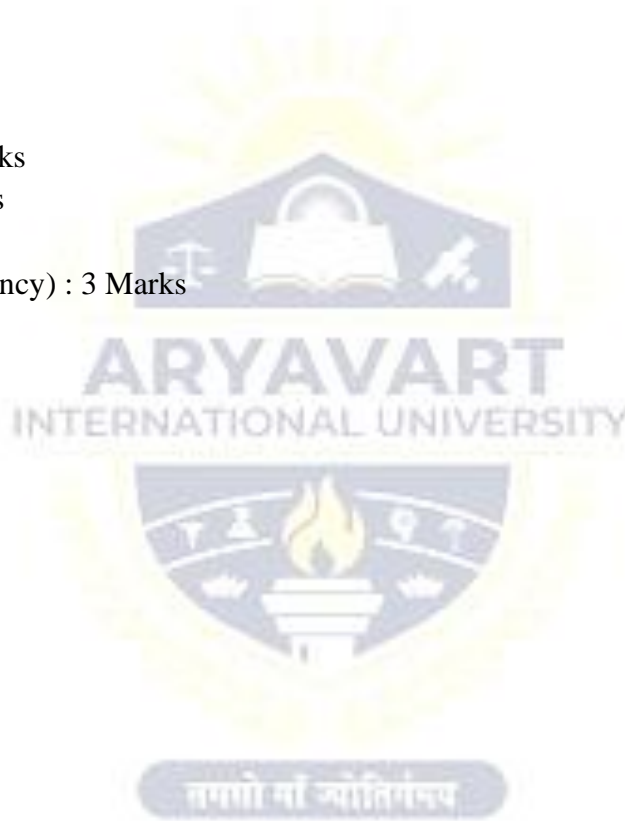 ks
s
ncy) : 3 Marks
ARYAVART
INTERNATIONAL UNIVERSITY
तमसो मां ज्योतिर्गमय